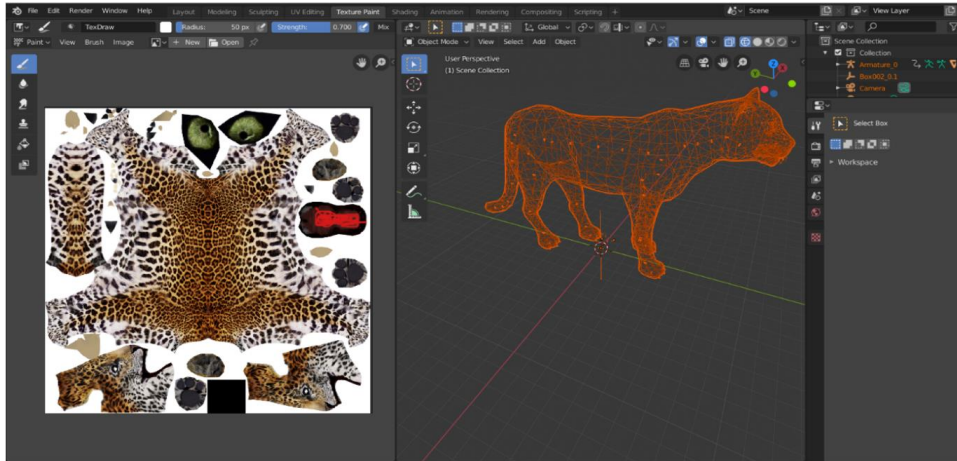 File Edit Render Window Help Layout Modeling Sculpting UV Editing Texture Paint Shading Animation Rendering Compositing Scripting + Scene View Layer
TexDraw Radius: 50 px Strength: 0.700 Mix Global
Paint View Brush Image + New Open Object Mode View Select Add Object
User Perspective
(1) Scene Collection
Scene Collection
Collection
Armature_0
Box002_0.1
Camera
Select Box
Workspace